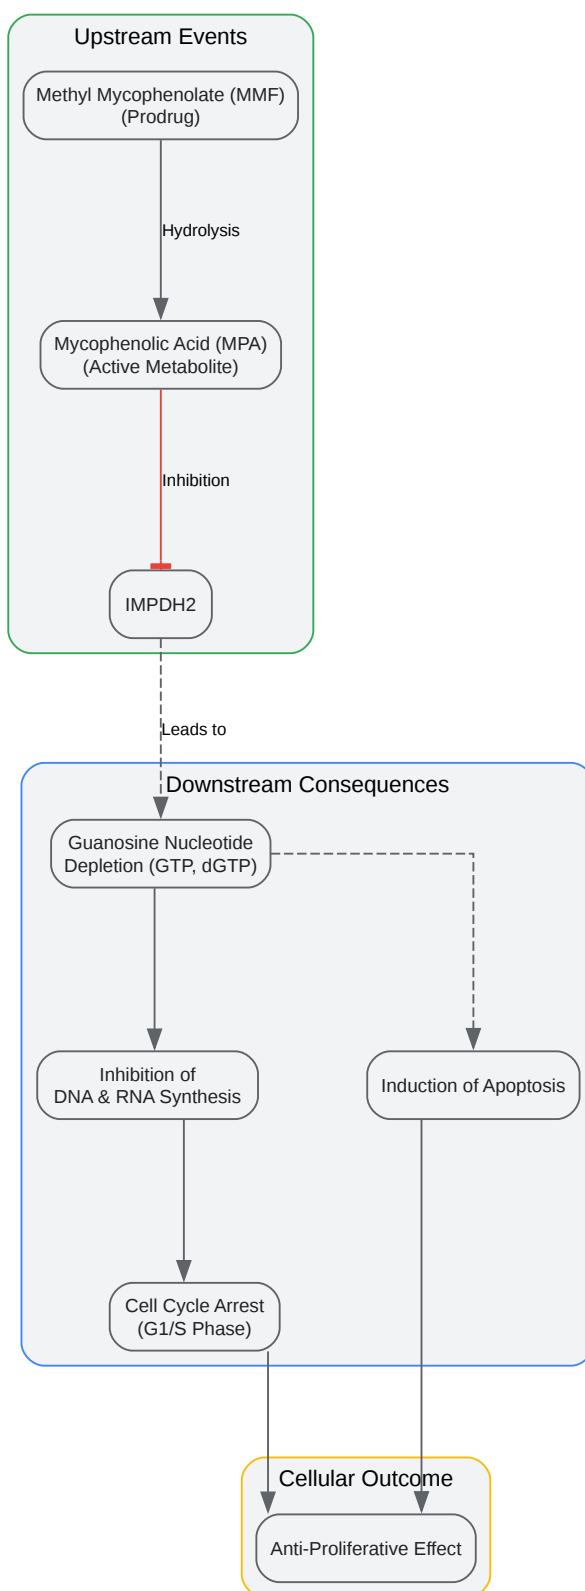 Upstream Events
Methyl Mycophenolate (MMF)
(Prodrug)
Hydrolysis
Mycophenolic Acid (MPA)
(Active Metabolite)
Inhibition
IMPDH2
Leads to
Downstream Consequences
Guanosine Nucleotide
Depletion (GTP, dGTP)
Inhibition of
DNA & RNA Synthesis
Induction of Apoptosis
Cell Cycle Arrest
(G1/S Phase)
Cellular Outcome
Anti-Proliferative Effect